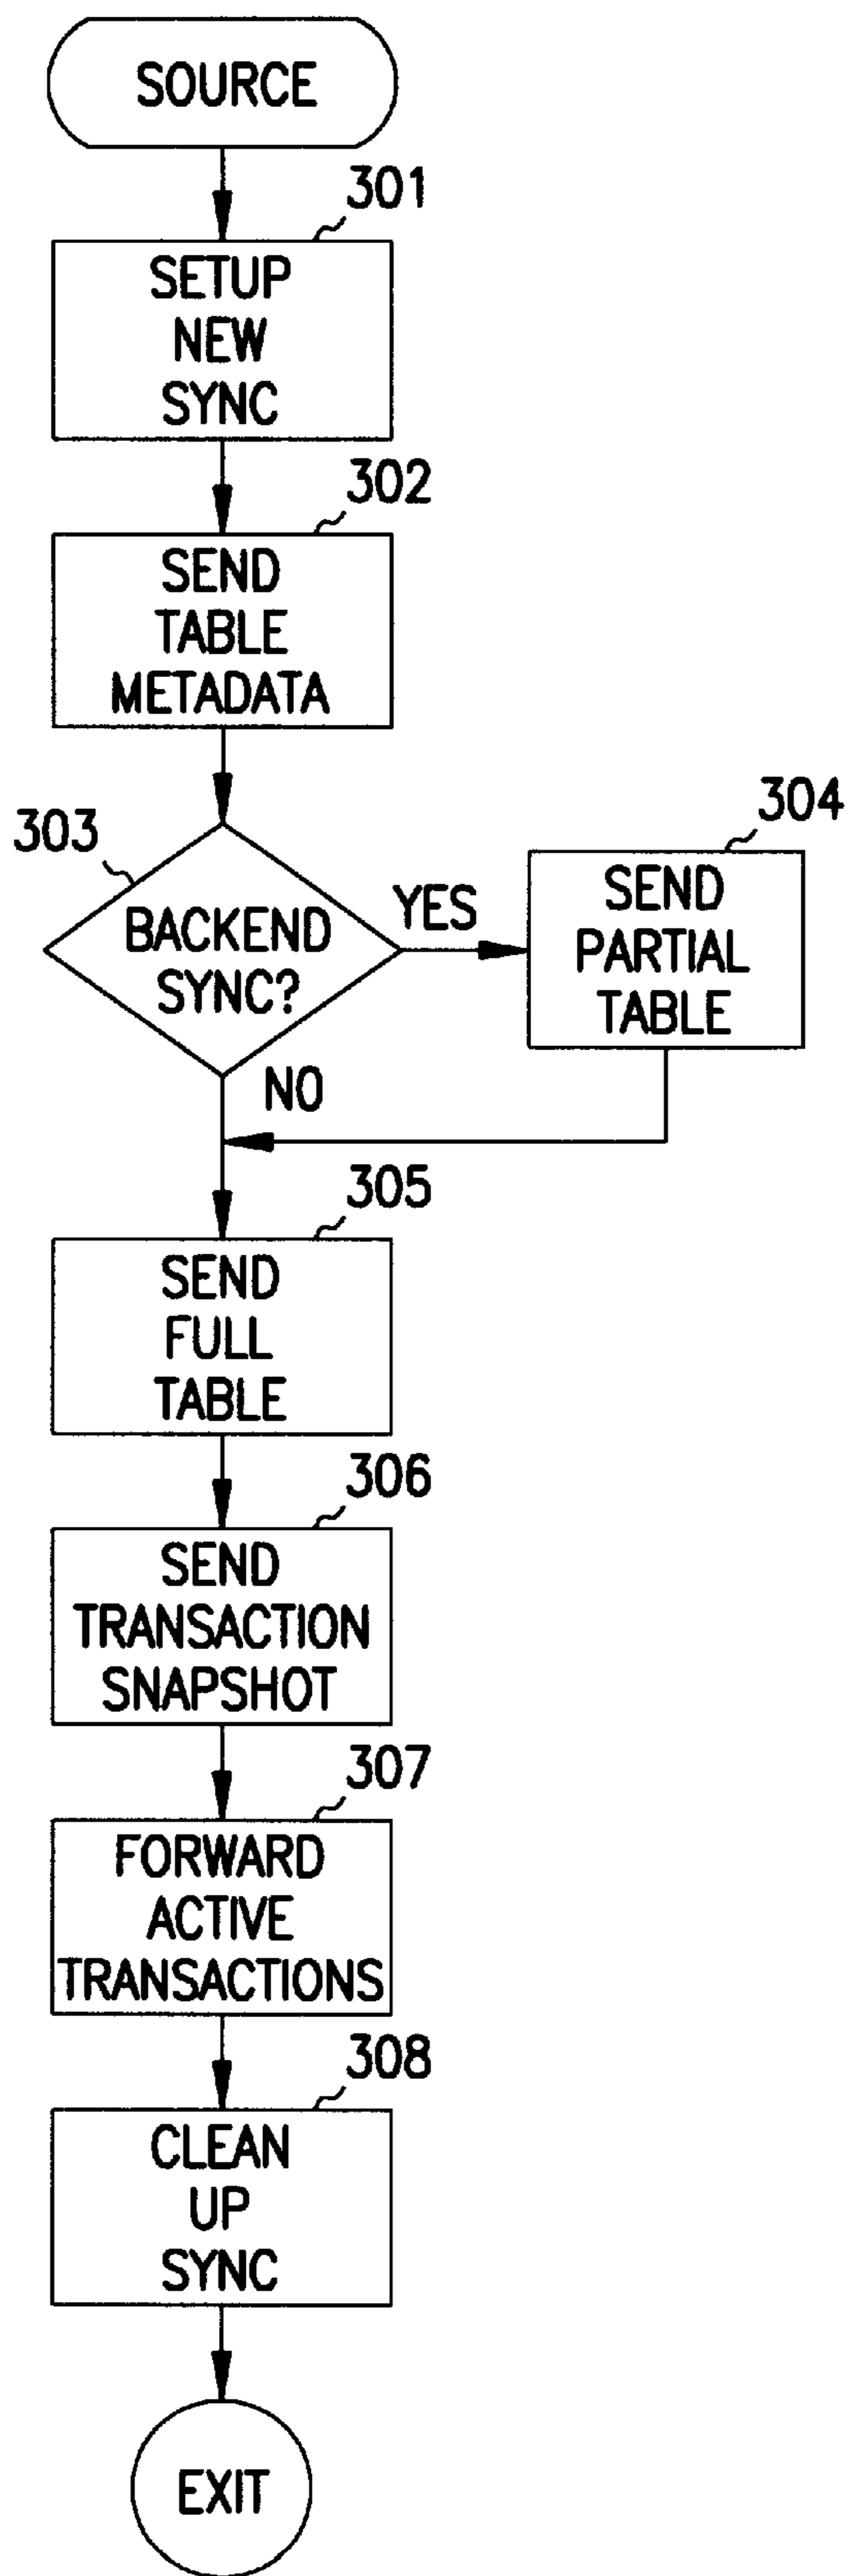 SOURCE
301
SETUP
NEW
SYNC
302
SEND
TABLE
METADATA
303
BACKEND
SYNC?
YES
304
SEND
PARTIAL
TABLE
NO
305
SEND
FULL
TABLE
306
SEND
TRANSACTION
SNAPSHOT
307
FORWARD
ACTIVE
TRANSACTIONS
308
CLEAN
UP
SYNC
EXIT